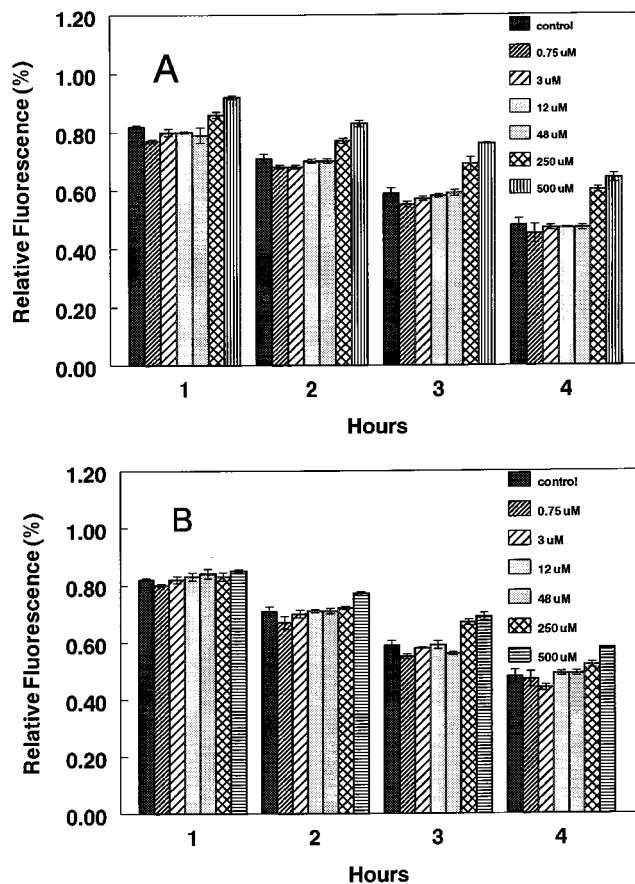 1.20
1.00
0.80
0.60
0.40
0.20
0.00
Relative Fluorescence (%)
A
control
0.75 uM
3 uM
12 uM
48 uM
250 uM
500 uM
1 2 3 4
Hours
1.20
1.00
0.80
0.60
0.40
0.20
0.00
Relative Fluorescence (%)
B
control
0.75 uM
3 uM
12 uM
48 uM
250 uM
500 uM
1 2 3 4
Hours